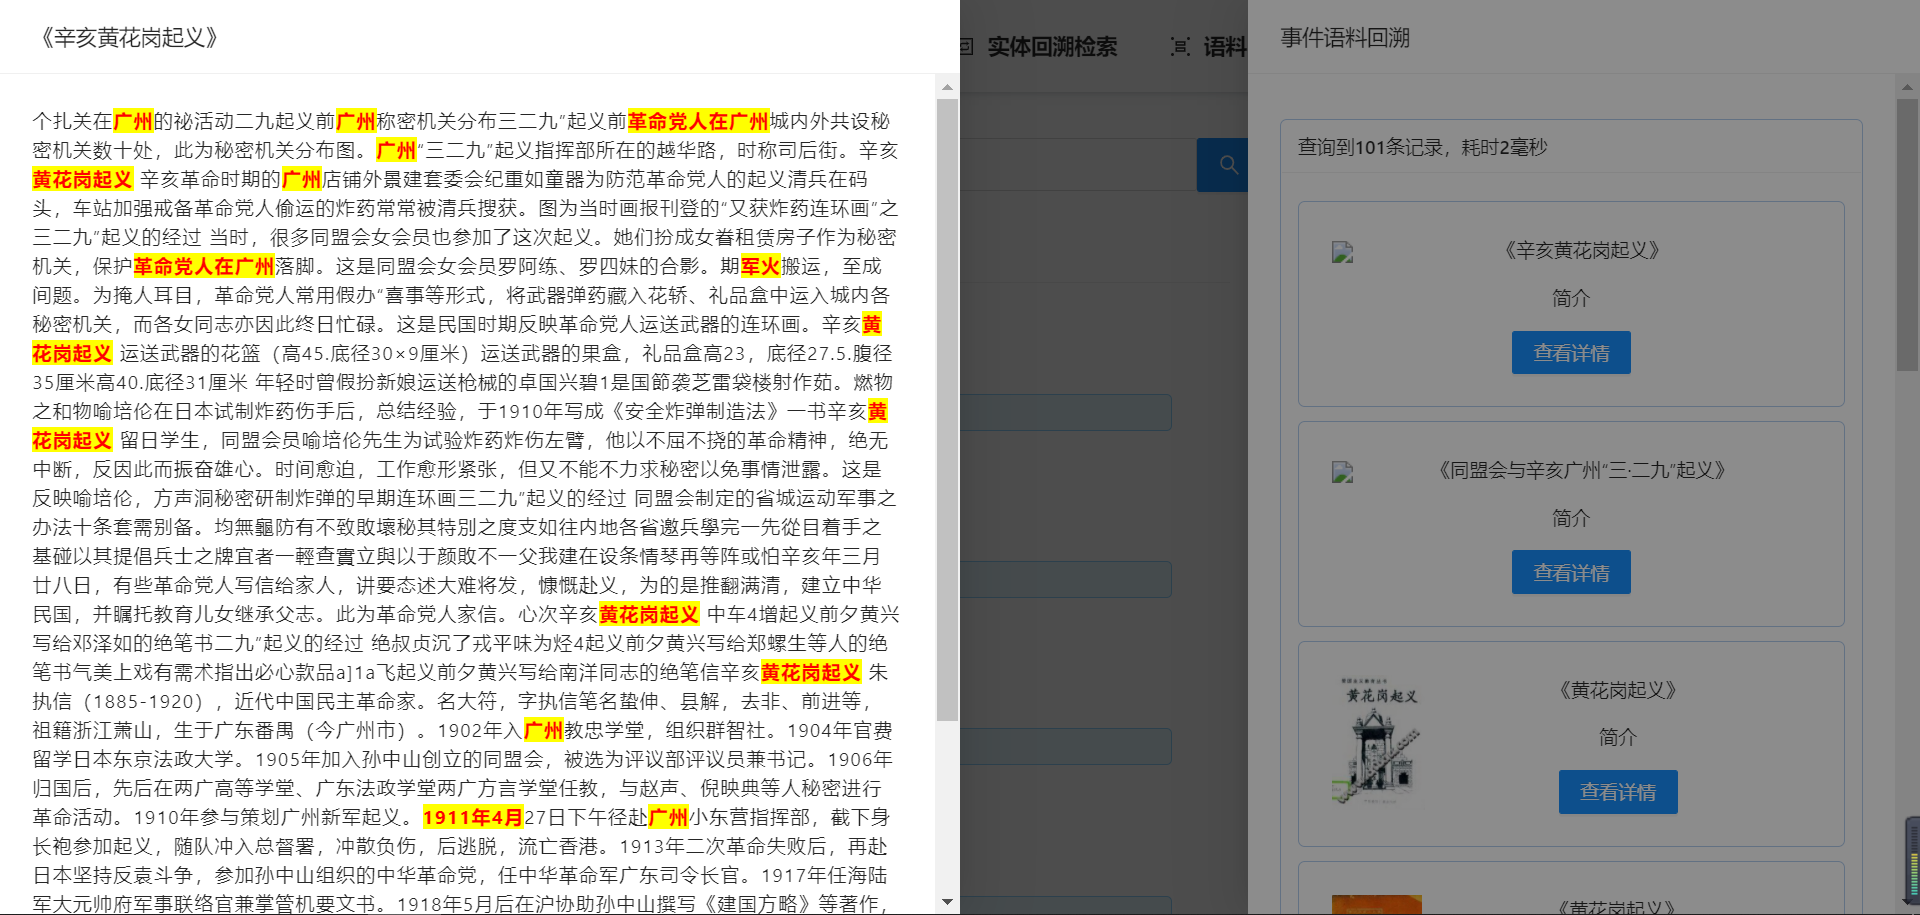 《辛亥黄花岗起义》
个扎关在广州的祕活动二九起义前广州称密机关分布三二九”起义前革命党人在广州城内外共设秘
密机关数十处，此为秘密机关分布图。广州“三二九”起义指挥部所在的越华路，时称司后街。辛亥
黄花岗起义 辛亥革命时期的广州店铺外景建套委会纪重如童器为防范革命党人的起义清兵在码
头，车站加强戒备革命党人偷运的炸药常常被清兵搜获。图为当时画报刊登的“又获炸药连环画”之
三二九”起义的经过 当时，很多同盟会女会员也参加了这次起义。她们扮成女眷租赁房子作为秘密
机关，保护革命党人在广州落脚。这是同盟会女会员罗阿练、罗四妹的合影。期军火搬运，至成
间题。为掩人耳目，革命党人常用假办“喜事等形式，将武器弹药藏入花轿、礼品盒中运入城内各
秘密机关，而各女同志亦因此终日忙碌。这是民国时期反映革命党人运送武器的连环画。辛亥黄
花岗起义 运送武器的花篮（高45.底径30×9厘米）运送武器的果盒，礼品盒高23，底径27.5.腹径
35厘米高40.底径31厘米 年轻时曾假扮新娘运送枪械的卓国兴碧1是国節袭芝雷袋楼射作茹。燃物
之和物喻培伦在日本试制炸药伤手后，总结经验，于1910年写成《安全炸弹制造法》一书辛亥黄
花岗起义 留日学生，同盟会员喻培伦先生为试验炸药炸伤左臂，他以不屈不挠的革命精神，绝无
中断，反因此而振奋雄心。时间愈迫，工作愈形紧张，但又不能不力求秘密以免事情泄露。这是
反映喻培伦，方声洞秘密研制炸弹的早期连环画三二九”起义的经过 同盟会制定的省城运动军事之
办法十条套需别备。均無龜防有不致敗壞秘其特別之度支如往内地各省邀兵學完一先從目着手之
基碰以其提倡兵士之牌宜者一輕查實立與以于颜敗不一父我建在设条情琴再等阵或怕辛亥年三月
廿八日，有些革命党人写信给家人，讲要态述大难将发，慷慨赴义，为的是推翻满清，建立中华
民国，并瞩托教育儿女继承父志。此为革命党人家信。心次辛亥黄花岗起义 中车4增起义前夕黄兴
写给邓泽如的绝笔书二九”起义的经过 绝叔贞沉了戎平味为烃4起义前夕黄兴写给郑螺生等人的绝
笔书气美上戏有需术指出必心款品a]1a飞起义前夕黄兴写给南洋同志的绝笔信辛亥黄花岗起义 朱
执信（1885-1920），近代中国民主革命家。名大符，字执信笔名蛰伸、县解，去非、前进等，
祖籍浙江萧山，生于广东番禺（今广州市）。1902年入广州教忠学堂，组织群智社。1904年官费
留学日本东京法政大学。1905年加入孙中山创立的同盟会，被选为评议部评议员兼书记。1906年
归国后，先后在两广高等学堂、广东法政学堂两广方言学堂任教，与赵声、倪映典等人秘密进行
革命活动。1910年参与策划广州新军起义。1911年4月27日下午径赴广州小东营指挥部，截下身
长袍参加起义，随队冲入总督署，冲散负伤，后逃脱，流亡香港。1913年二次革命失败后，再赴
日本坚持反袁斗争，参加孙中山组织的中华革命党，任中华革命军广东司令长官。1917年任海陆
军大元帅府军事联络官兼掌管机要文书。1918年5月后在沪协助孙中山撰写《建国方略》等著作，
实体回溯检索
语料
事件语料回溯
查询到101条记录，耗时2毫秒
《辛亥黄花岗起义》
简介
查看详情
《同盟会与辛亥广州“三·二九”起义》
简介
查看详情
黄花岗起义
《黄花岗起义》
简介
查看详情
《黄花岗起义》